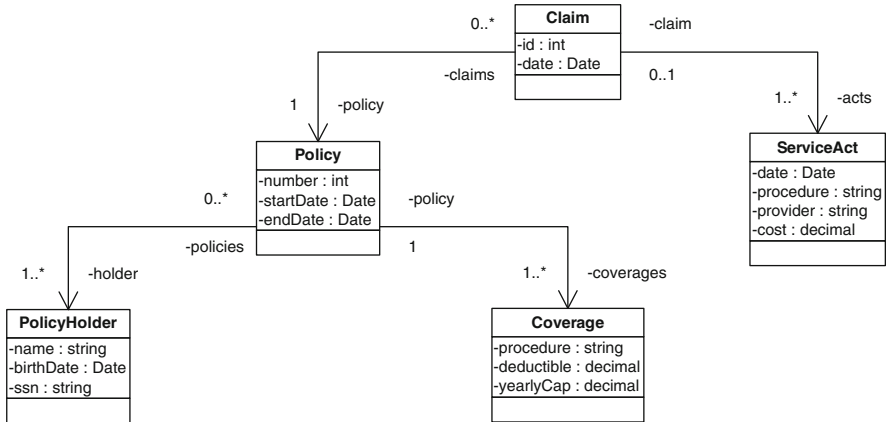 Claim
-id : int
-date : Date
0..*
-claims
-claim
0..1
1
-policy
1..*
-acts
Policy
-number : int
-startDate : Date
-endDate : Date
ServiceAct
-date : Date
-procedure : string
-provider : string
-cost : decimal
0..*
-policies
-policy
1
1..*
-holder
1..*
-coverages
PolicyHolder
-name : string
-birthDate : Date
-ssn : string
Coverage
-procedure : string
-deductible : decimal
-yearlyCap : decimal